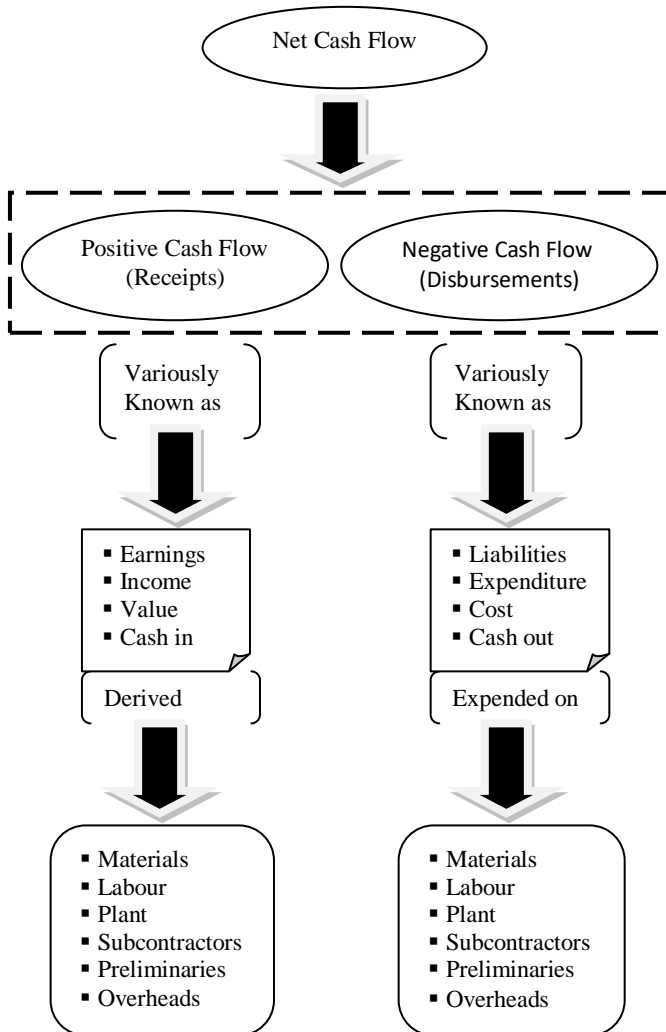 Net Cash Flow
Positive Cash Flow
(Receipts)
Negative Cash Flow
(Disbursements)
Variously
Known as
Variously
Known as
▪ Earnings
▪ Income
▪ Value
▪ Cash in
▪ Liabilities
▪ Expenditure
▪ Cost
▪ Cash out
Derived
Expended on
▪ Materials
▪ Labour
▪ Plant
▪ Subcontractors
▪ Preliminaries
▪ Overheads
▪ Materials
▪ Labour
▪ Plant
▪ Subcontractors
▪ Preliminaries
▪ Overheads